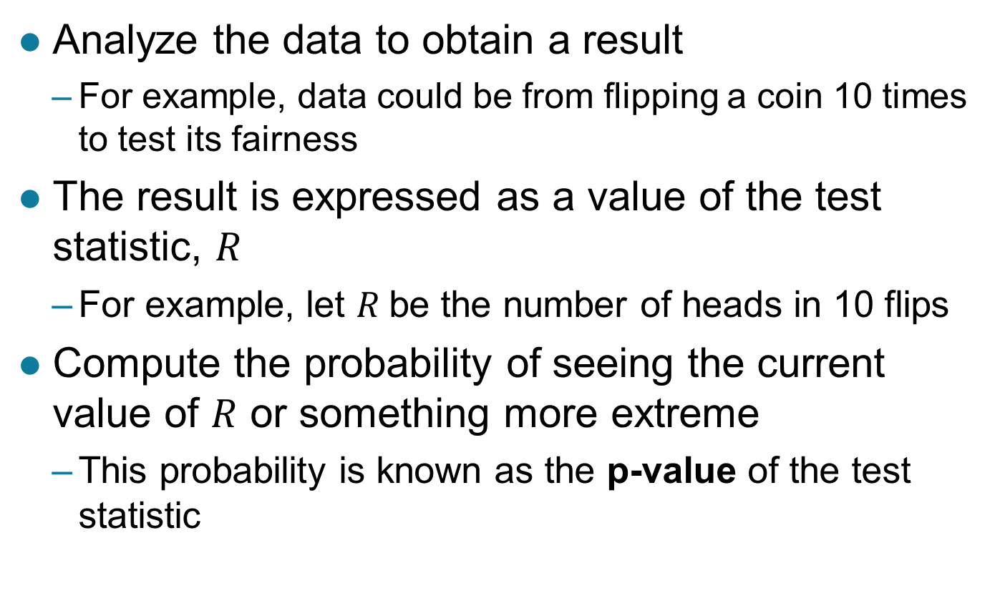 ● Analyze the data to obtain a result
– For example, data could be from flipping a coin 10 times
to test its fairness
● The result is expressed as a value of the test
statistic, R
– For example, let R be the number of heads in 10 flips
● Compute the probability of seeing the current
value of R or something more extreme
– This probability is known as the p-value of the test
statistic